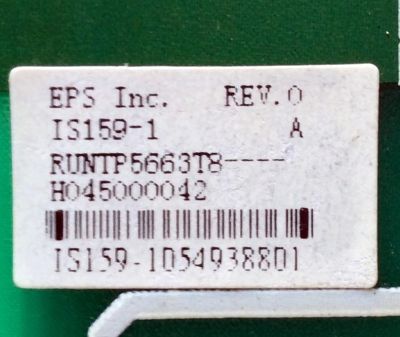 EPS Inc. REV.0
IS159-1 A
RUNTP5663T8----
H045000042
IS159-1054938801